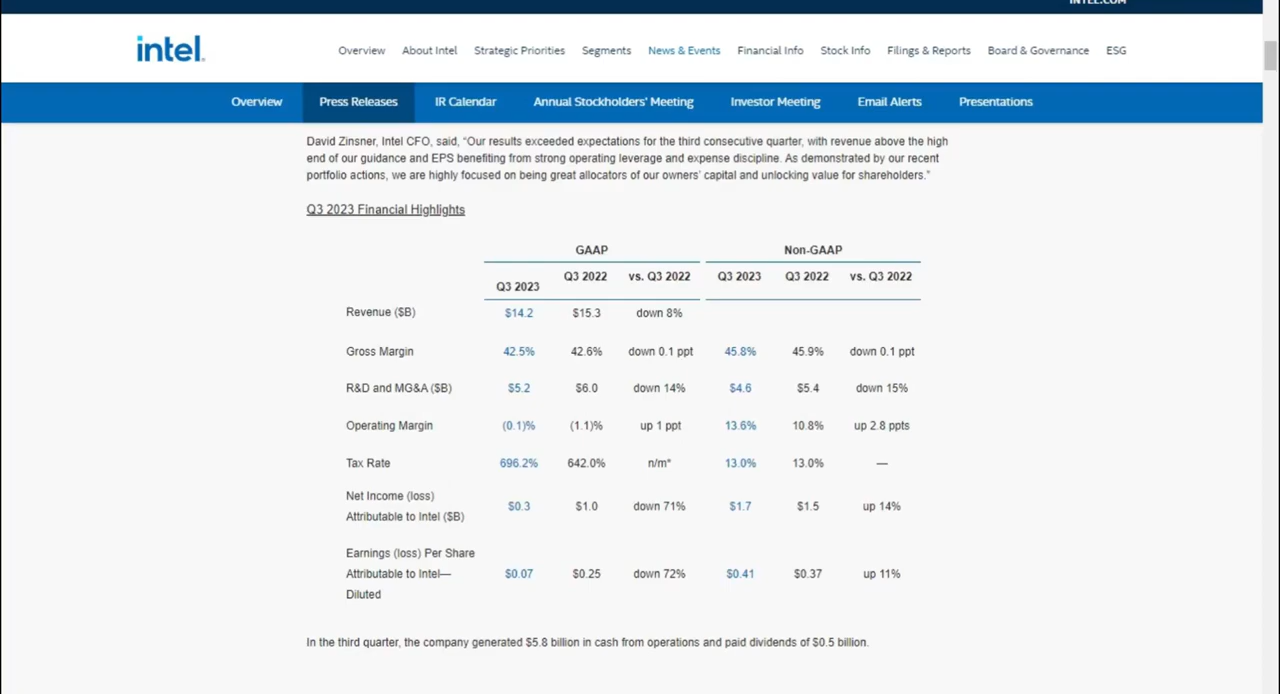 INTEL.COM
intel.
Overview About Intel Strategic Priorities Segments News & Events Financial Info Stock Info Filings & Reports Board & Governance ESG
Overview Press Releases IR Calendar Annual Stockholders' Meeting Investor Meeting Email Alerts Presentations
David Zinsner, Intel CFO, said, “Our results exceeded expectations for the third consecutive quarter, with revenue above the high
end of our guidance and EPS benefiting from strong operating leverage and expense discipline. As demonstrated by our recent
portfolio actions, we are highly focused on being great allocators of our owners’ capital and unlocking value for shareholders.”
Q3 2023 Financial Highlights
GAAP Non-GAAP
Q3 2023 Q3 2022 vs. Q3 2022 Q3 2023 Q3 2022 vs. Q3 2022
Revenue ($B) $14.2 $15.3 down 8%
Gross Margin 42.5% 42.6% down 0.1 ppt 45.8% 45.9% down 0.1 ppt
R&D and MG&A ($B) $5.2 $6.0 down 14% $4.6 $5.4 down 15%
Operating Margin (0.1)% (1.1)% up 1 ppt 13.6% 10.8% up 2.8 ppts
Tax Rate 696.2% 642.0% n/m* 13.0% 13.0% —
Net Income (loss)
Attributable to Intel ($B) $0.3 $1.0 down 71% $1.7 $1.5 up 14%
Earnings (loss) Per Share
Attributable to Intel— $0.07 $0.25 down 72% $0.41 $0.37 up 11%
Diluted
In the third quarter, the company generated $5.8 billion in cash from operations and paid dividends of $0.5 billion.